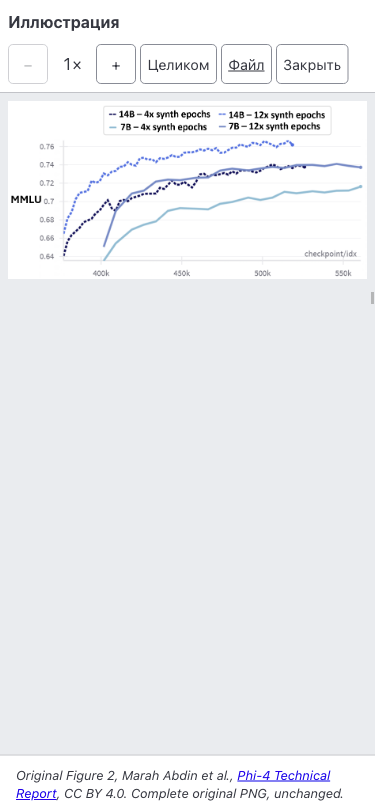 Иллюстрация
− 1× + Целиком Файл Закрыть
14B – 4x synth epochs 14B – 12x synth epochs
7B – 4x synth epochs 7B – 12x synth epochs
0.76
0.74
0.72
MMLU 0.7
0.68
0.66
0.64
checkpoint/idx
400k 450k 500k 550k
Original Figure 2, Marah Abdin et al., Phi-4 Technical
Report, CC BY 4.0. Complete original PNG, unchanged.